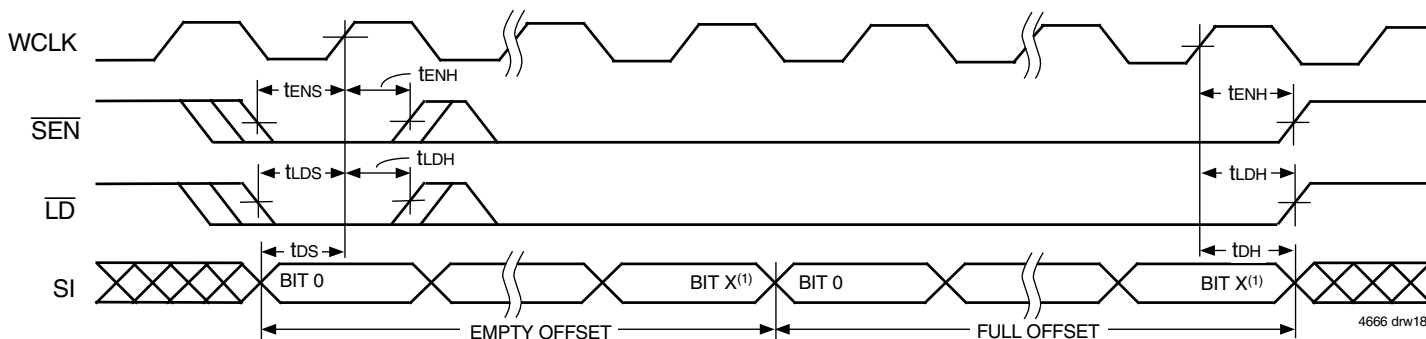 WCLK
tENS
tENH
tENH
SEN
tLDS
tLDH
tLDH
LD
tDS
tDH
SI
BIT 0
BIT X(1)
BIT 0
BIT X(1)
EMPTY OFFSET
FULL OFFSET
4666 drw18